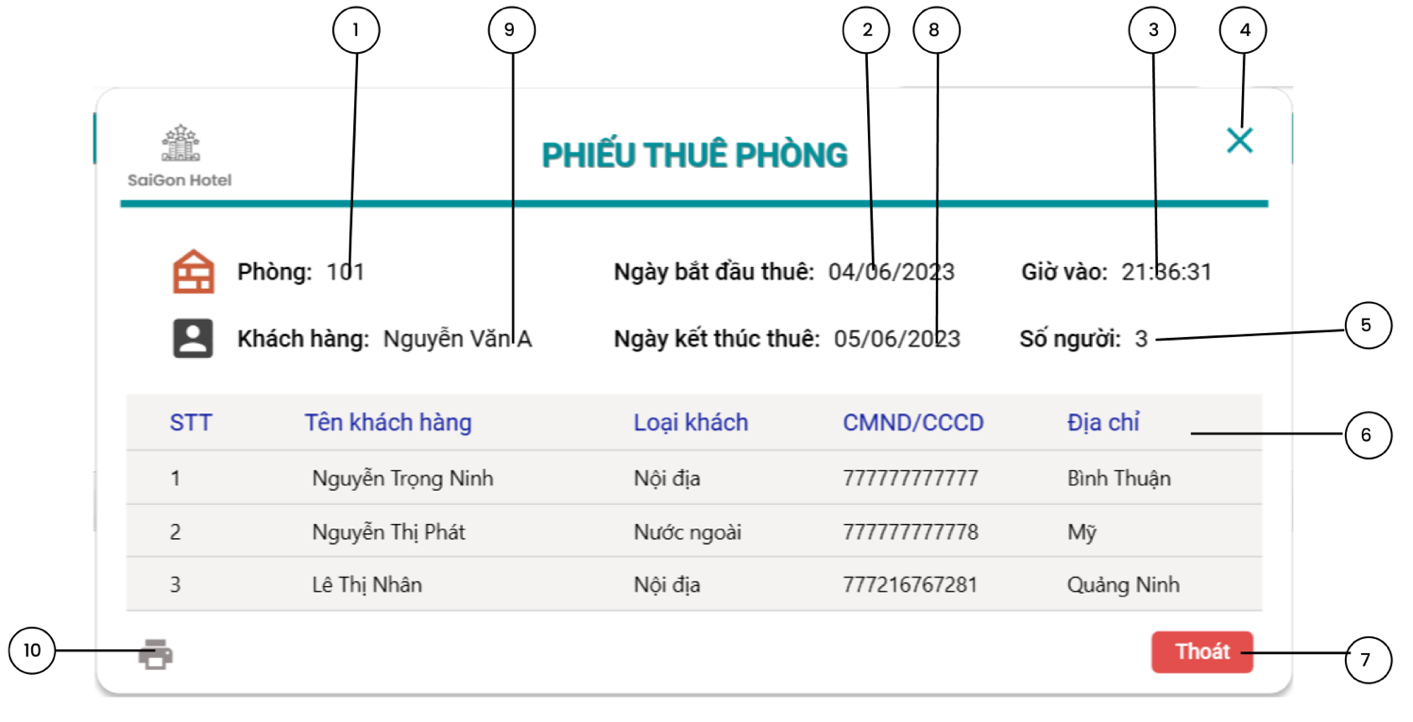 1 9 2 8 3 4
PHIẾU THUÊ PHÒNG
SaiGon Hotel
Phòng: 101 Ngày bắt đầu thuê: 04/06/2023 Giờ vào: 21:36:31
5
Khách hàng: Nguyễn Văn A Ngày kết thúc thuê: 05/06/2023 Số người: 3
STT Tên khách hàng Loại khách CMND/CCCD Địa chỉ
6
1 Nguyễn Trọng Ninh Nội địa 777777777777 Bình Thuận
2 Nguyễn Thị Phát Nước ngoài 777777777778 Mỹ
3 Lê Thị Nhân Nội địa 777216767281 Quảng Ninh
10 Thoát 7